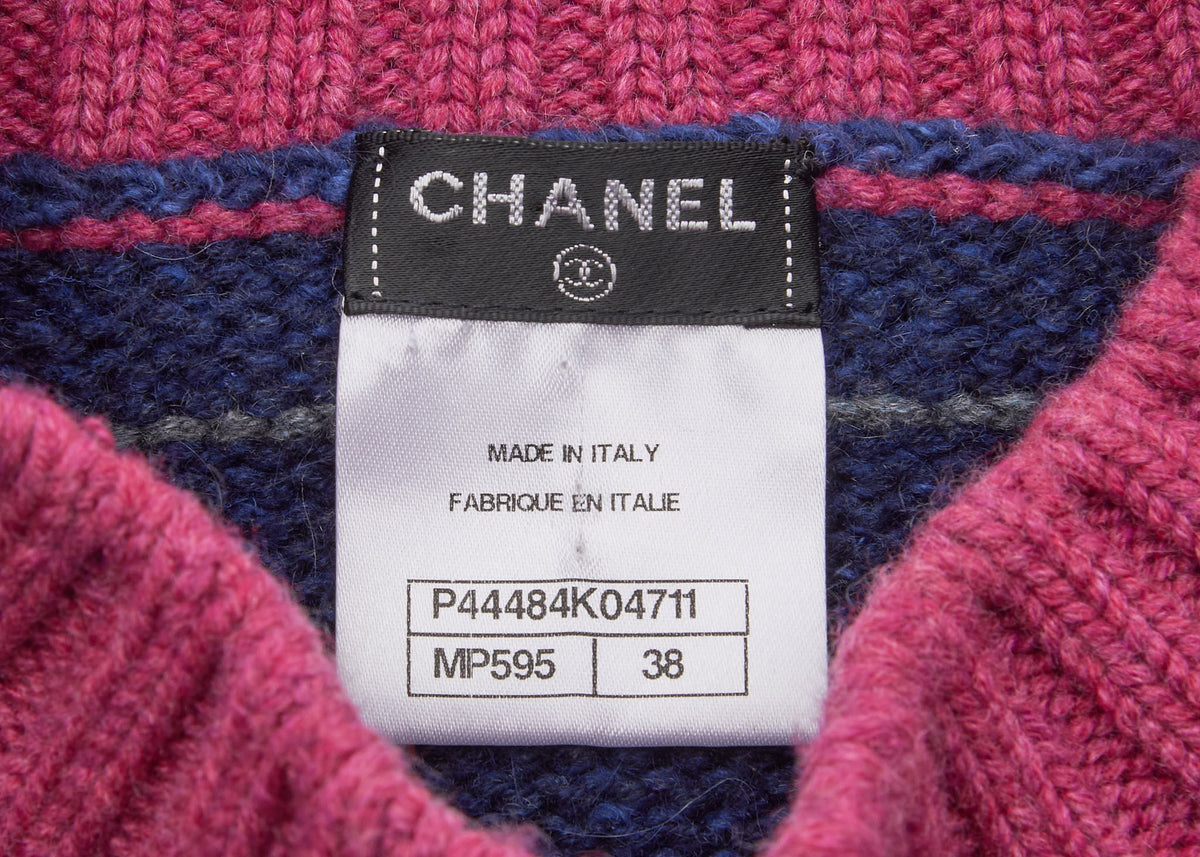 CHANEL
MADE IN ITALY
FABRIQUE EN ITALIE
P44484K04711
MP595 38